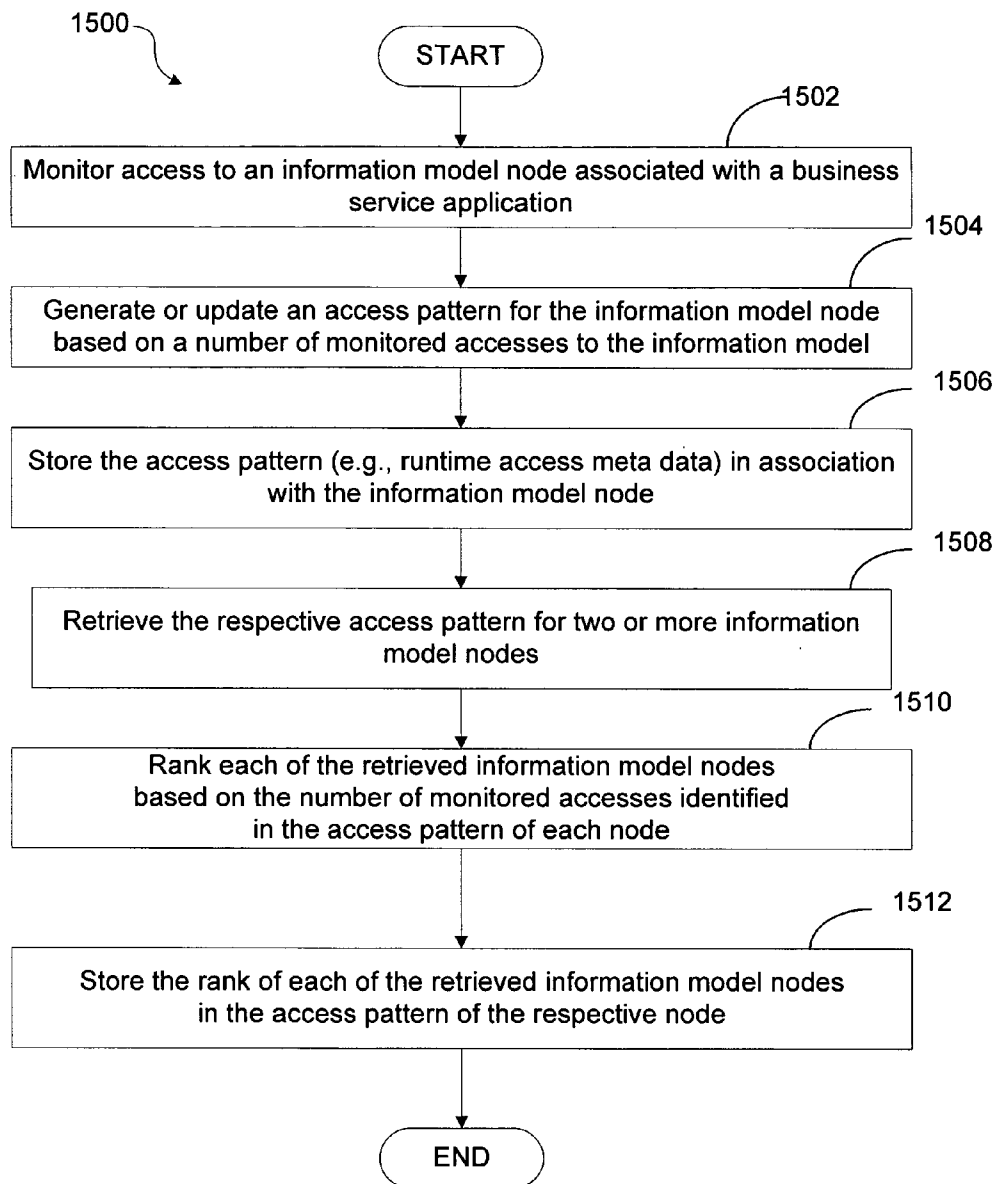 1500
START
1502
Monitor access to an information model node associated with a business
service application
1504
Generate or update an access pattern for the information model node
based on a number of monitored accesses to the information model
1506
Store the access pattern (e.g., runtime access meta data) in association
with the information model node
1508
Retrieve the respective access pattern for two or more information
model nodes
1510
Rank each of the retrieved information model nodes
based on the number of monitored accesses identified
in the access pattern of each node
1512
Store the rank of each of the retrieved information model nodes
in the access pattern of the respective node
END